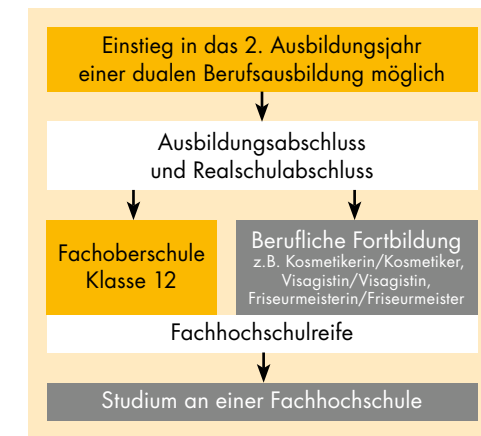 Einstieg in das 2. Ausbildungsjahr
einer dualen Berufsausbildung möglich
Ausbildungsabschluss
und Realschulabschluss
Fachoberschule
Klasse 12
Berufliche Fortbildung
z.B. Kosmetikerin/Kosmetiker,
Visagistin/Visagistin,
Friseurmeisterin/Friseurmeister
Fachhochschulreife
Studium an einer Fachhochschule